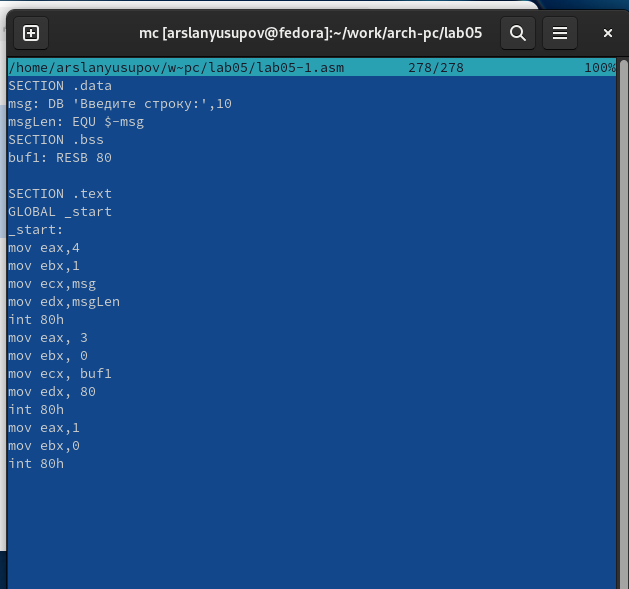 mc [arslanyusupov@fedora]:~/work/arch-pc/lab05
/home/arslanyusupov/w~pc/lab05/lab05-1.asm 278/278 100%
SECTION .data
msg: DB 'Введите строку:',10
msgLen: EQU $-msg
SECTION .bss
buf1: RESB 80
SECTION .text
GLOBAL _start
_start:
mov eax,4
mov ebx,1
mov ecx,msg
mov edx,msgLen
int 80h
mov eax, 3
mov ebx, 0
mov ecx, buf1
mov edx, 80
int 80h
mov eax,1
mov ebx,0
int 80h